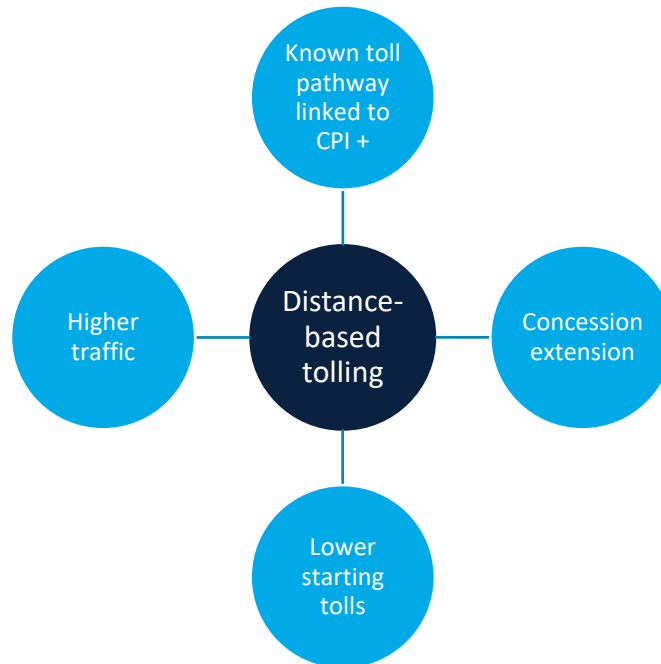 Known toll
pathway
linked to
CPI +
Higher
traffic
Distance-
based
tolling
Concession
extension
Lower
starting
tolls